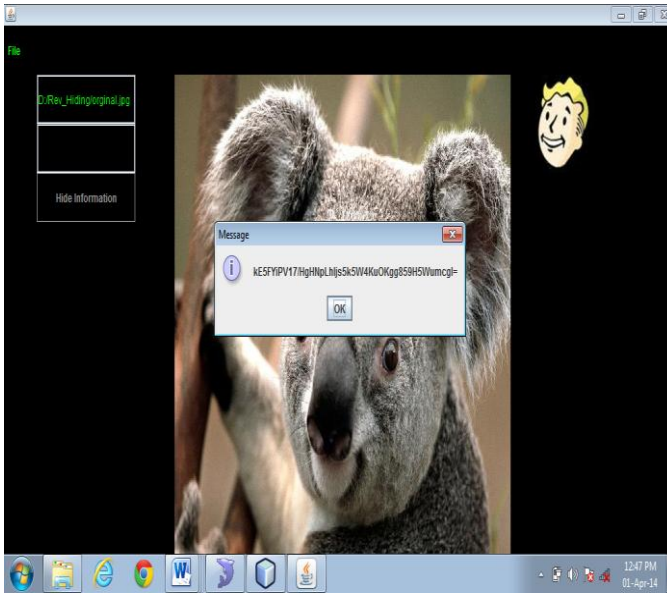 File
D:/Rev_Hiding/orginal.jpg
Hide Information
Message
kE5FYiPV17/HgHNpLhljs5k5W4KuOKgg859H5Wumcgl=
OK
12:47 PM
01-Apr-14